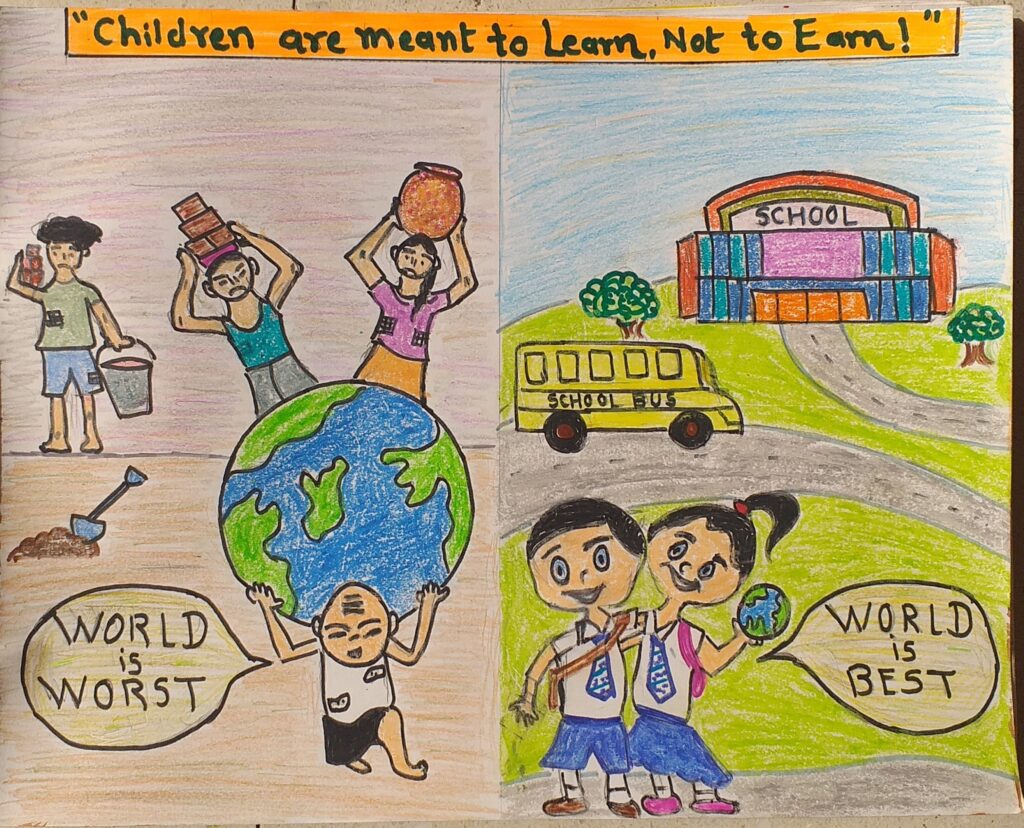 "Children are meant to Learn, Not to Earn!"
SCHOOL
SCHOOL BUS
WORLD
is
WORST
WORLD
is
BEST